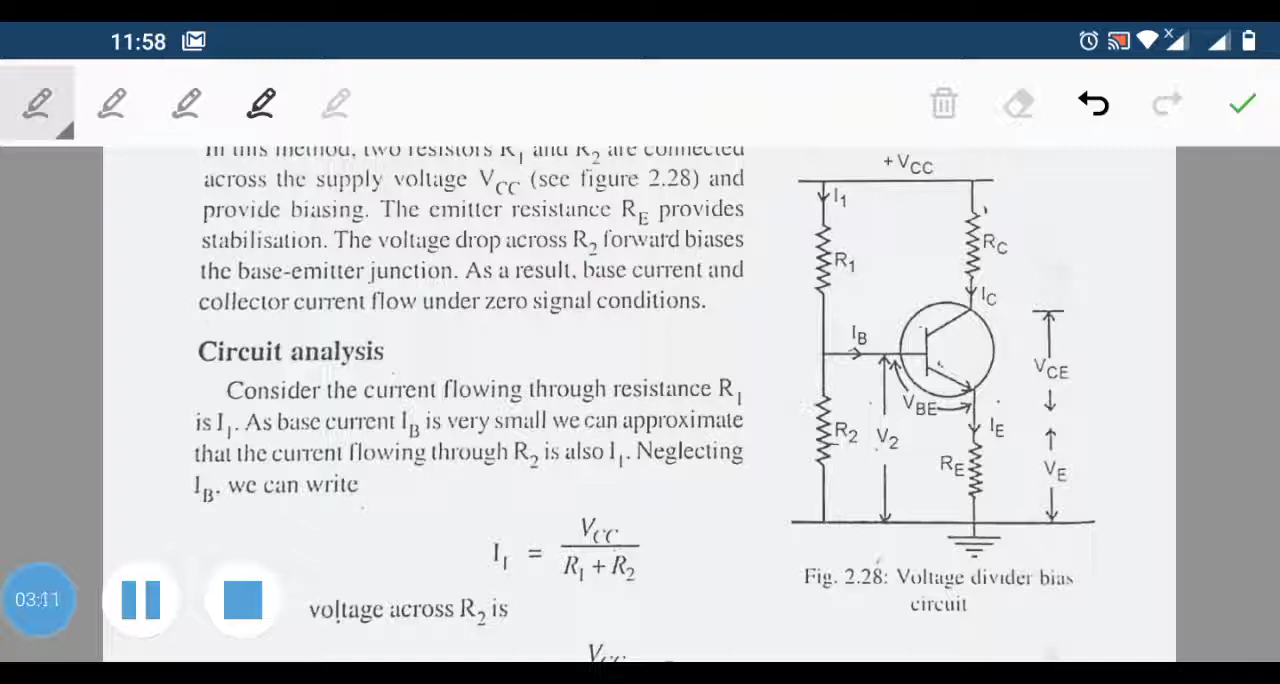 11:58
In this method, two resistors R1 and R2 are connected
across the supply voltage VCC (see figure 2.28) and
provide biasing. The emitter resistance RE provides
stabilisation. The voltage drop across R2 forward biases
the base-emitter junction. As a result, base current and
collector current flow under zero signal conditions.
Circuit analysis
Consider the current flowing through resistance R1
is I1. As base current IB is very small we can approximate
that the current flowing through R2 is also I1. Neglecting
IB, we can write
I1 = VCC
R1 + R2
voltage across R2 is
VCC
03:11
+ VCC
I1
R1
RC
IC
IB
VCE
VBE
R2
V2
IE
RE
VE
Fig. 2.28: Voltage divider bias
circuit